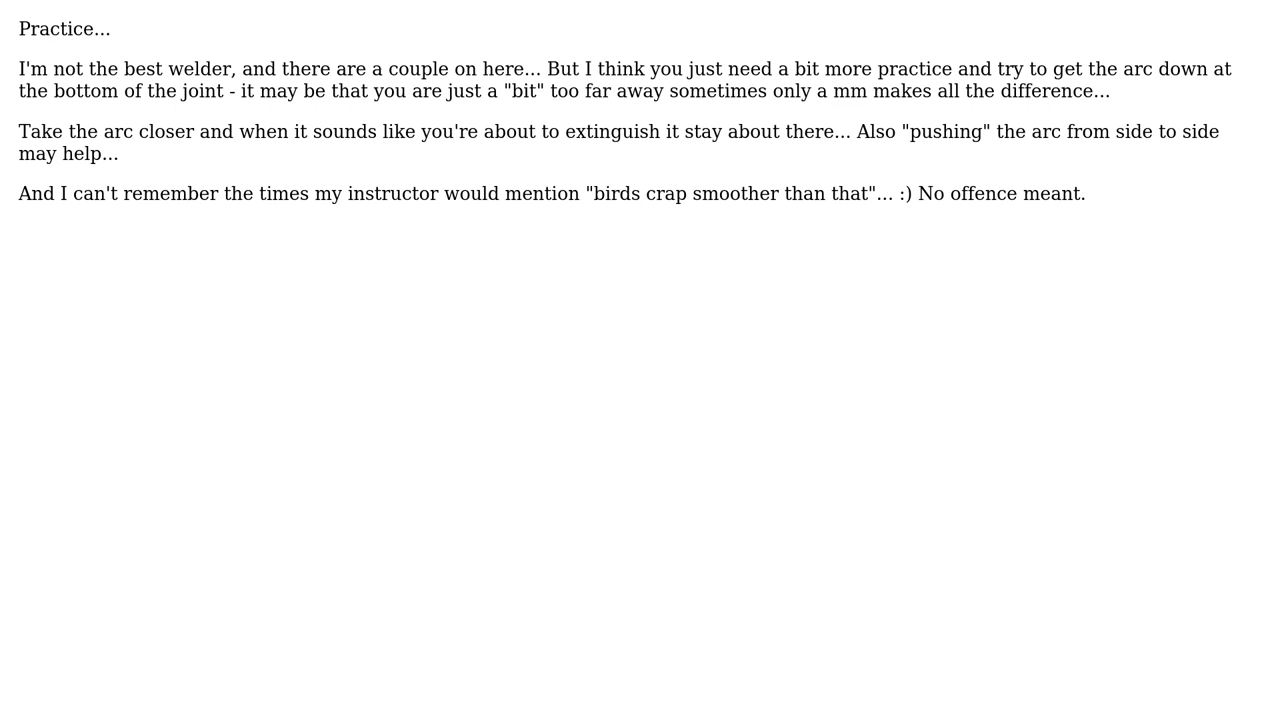 Practice...
I'm not the best welder, and there are a couple on here... But I think you just need a bit more practice and try to get the arc down at
the bottom of the joint - it may be that you are just a "bit" too far away sometimes only a mm makes all the difference...
Take the arc closer and when it sounds like you're about to extinguish it stay about there... Also "pushing" the arc from side to side
may help...
And I can't remember the times my instructor would mention "birds crap smoother than that"... :) No offence meant.